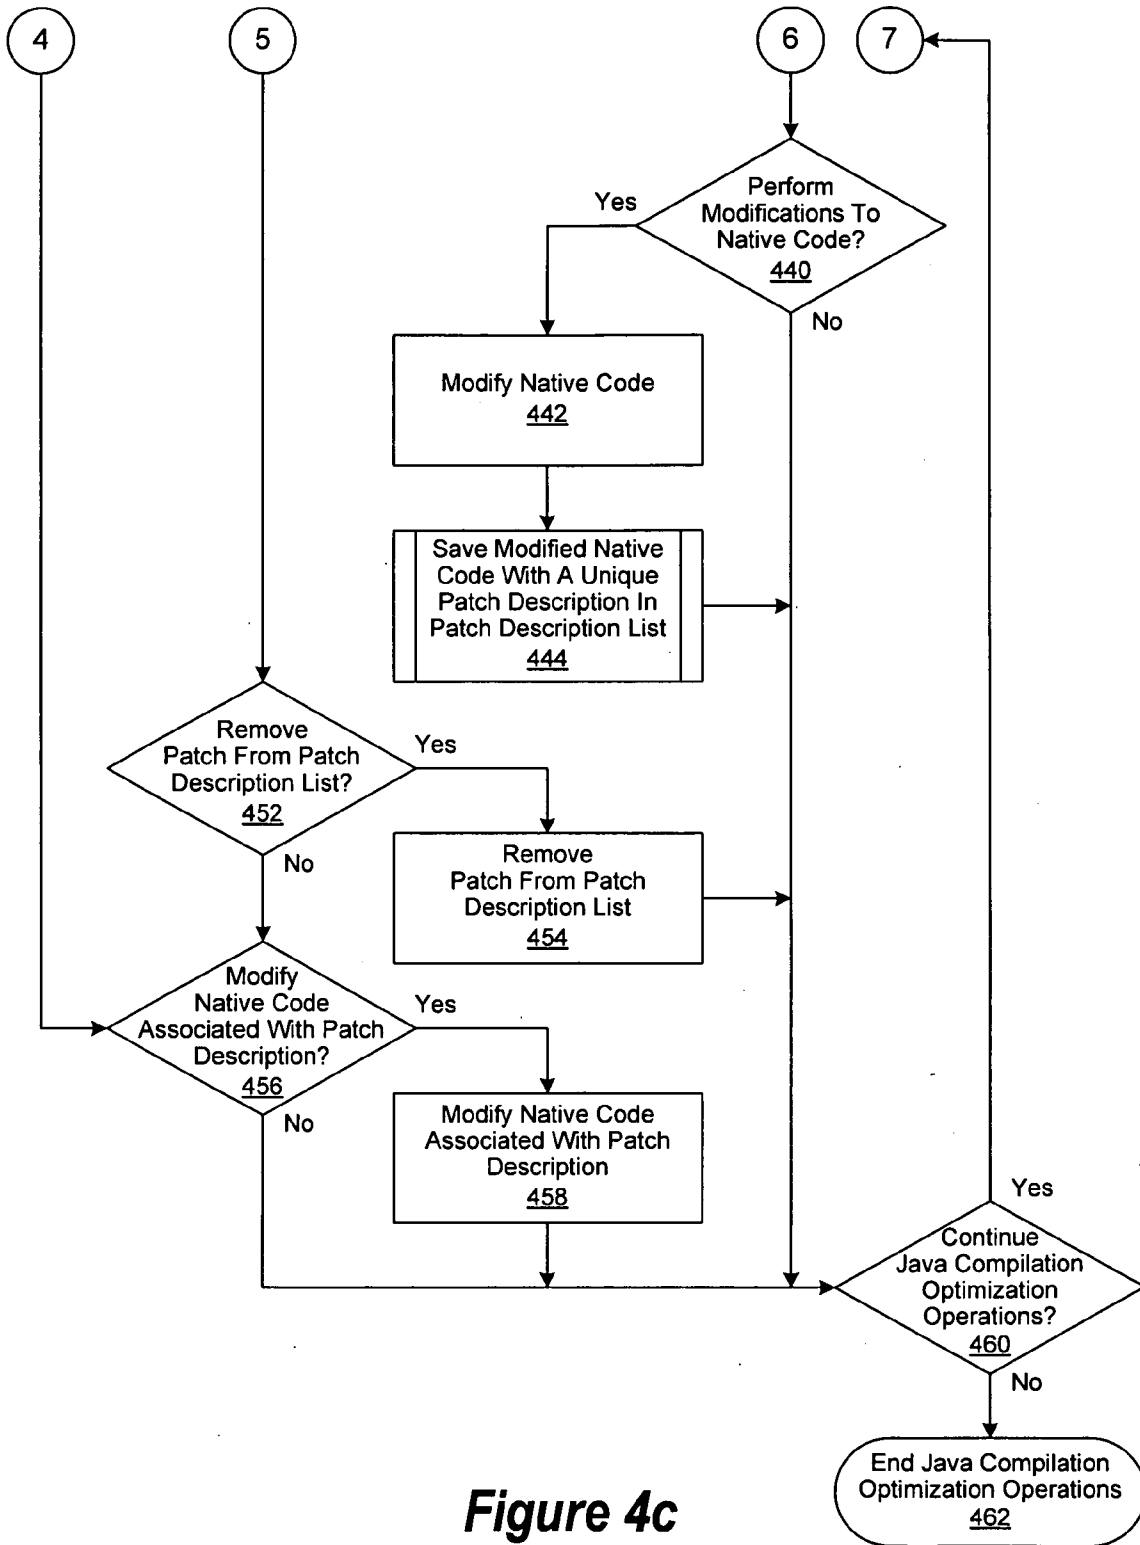 4
5
6
7
Perform
Modifications To
Native Code?
440
Yes
No
Modify Native Code
442
Save Modified Native
Code With A Unique
Patch Description In
Patch Description List
444
Remove
Patch From Patch
Description List?
452
Yes
No
Remove
Patch From Patch
Description List
454
Modify
Native Code
Associated With Patch
Description?
456
Yes
No
Modify Native Code
Associated With Patch
Description
458
Yes
Continue
Java Compilation
Optimization
Operations?
460
No
End Java Compilation
Optimization Operations
462
Figure 4c